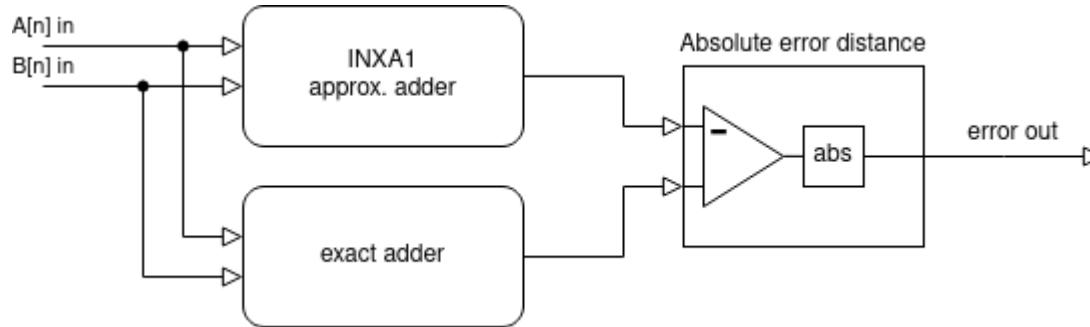 A[n] in
B[n] in
INXA1
approx. adder
exact adder
Absolute error distance
-
abs
error out